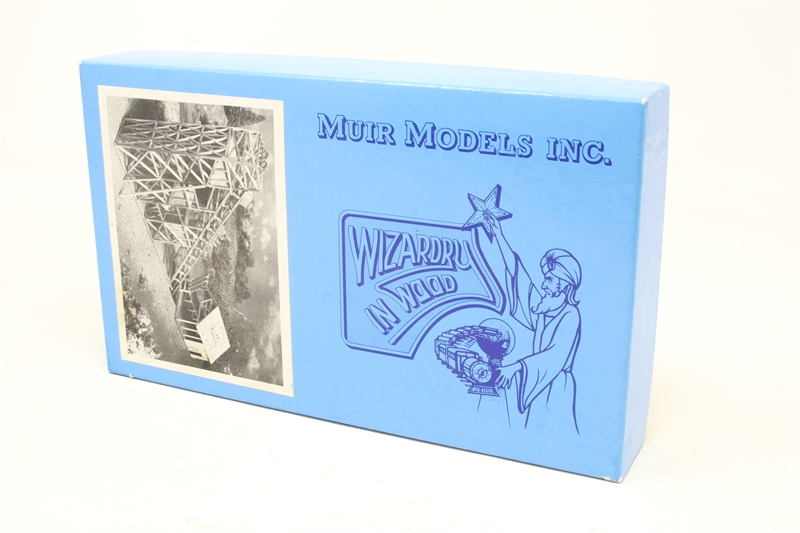 MUIR MODELS INC.
WIZARDRY
IN WOOD